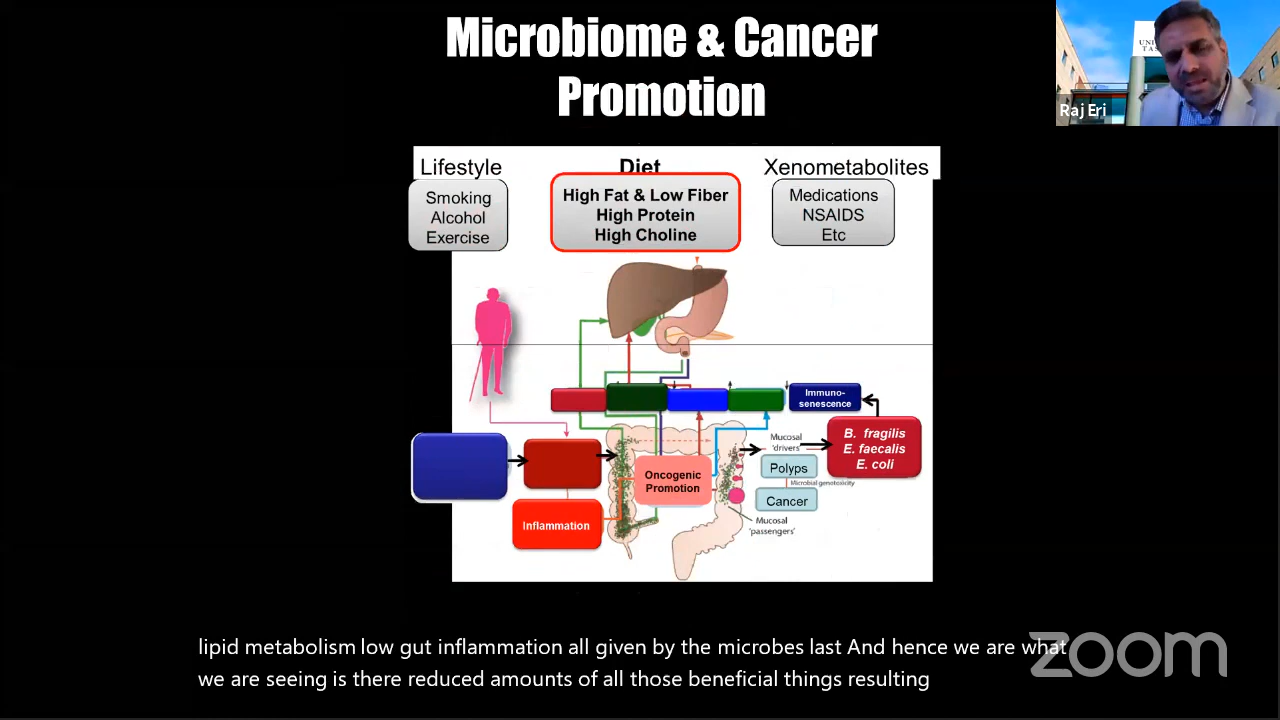 Microbiome & Cancer
Promotion
Raj Eri
Lifestyle
Diet
Xenometabolites
Smoking
Alcohol
Exercise
High Fat & Low Fiber
High Protein
High Choline
Medications
NSAIDS
Etc
Immuno-
senescence
B. fragilis
E. faecalis
E. coli
Mucosal
'drivers'
Polyps
Microbial genotoxicity
Cancer
Mucosal
'passengers'
Oncogenic
Promotion
Inflammation
lipid metabolism low gut inflammation all given by the microbes last And hence we are what
we are seeing is there reduced amounts of all those beneficial things resulting
zoom